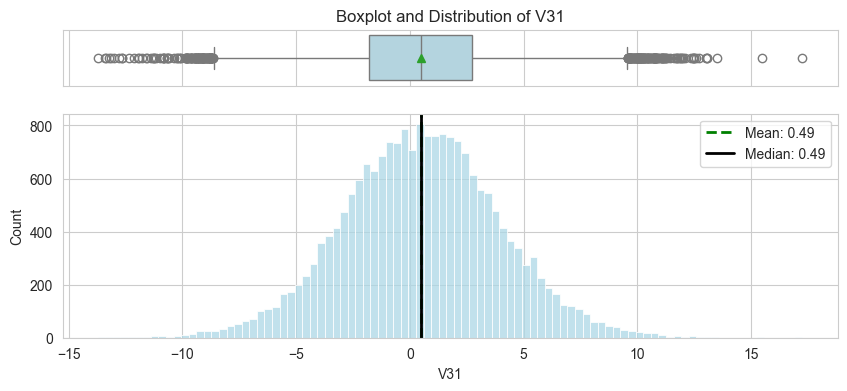 Boxplot and Distribution of V31
800
600
400
200
0
Count
Mean: 0.49
Median: 0.49
−15
−10
−5
0
5
10
15
V31